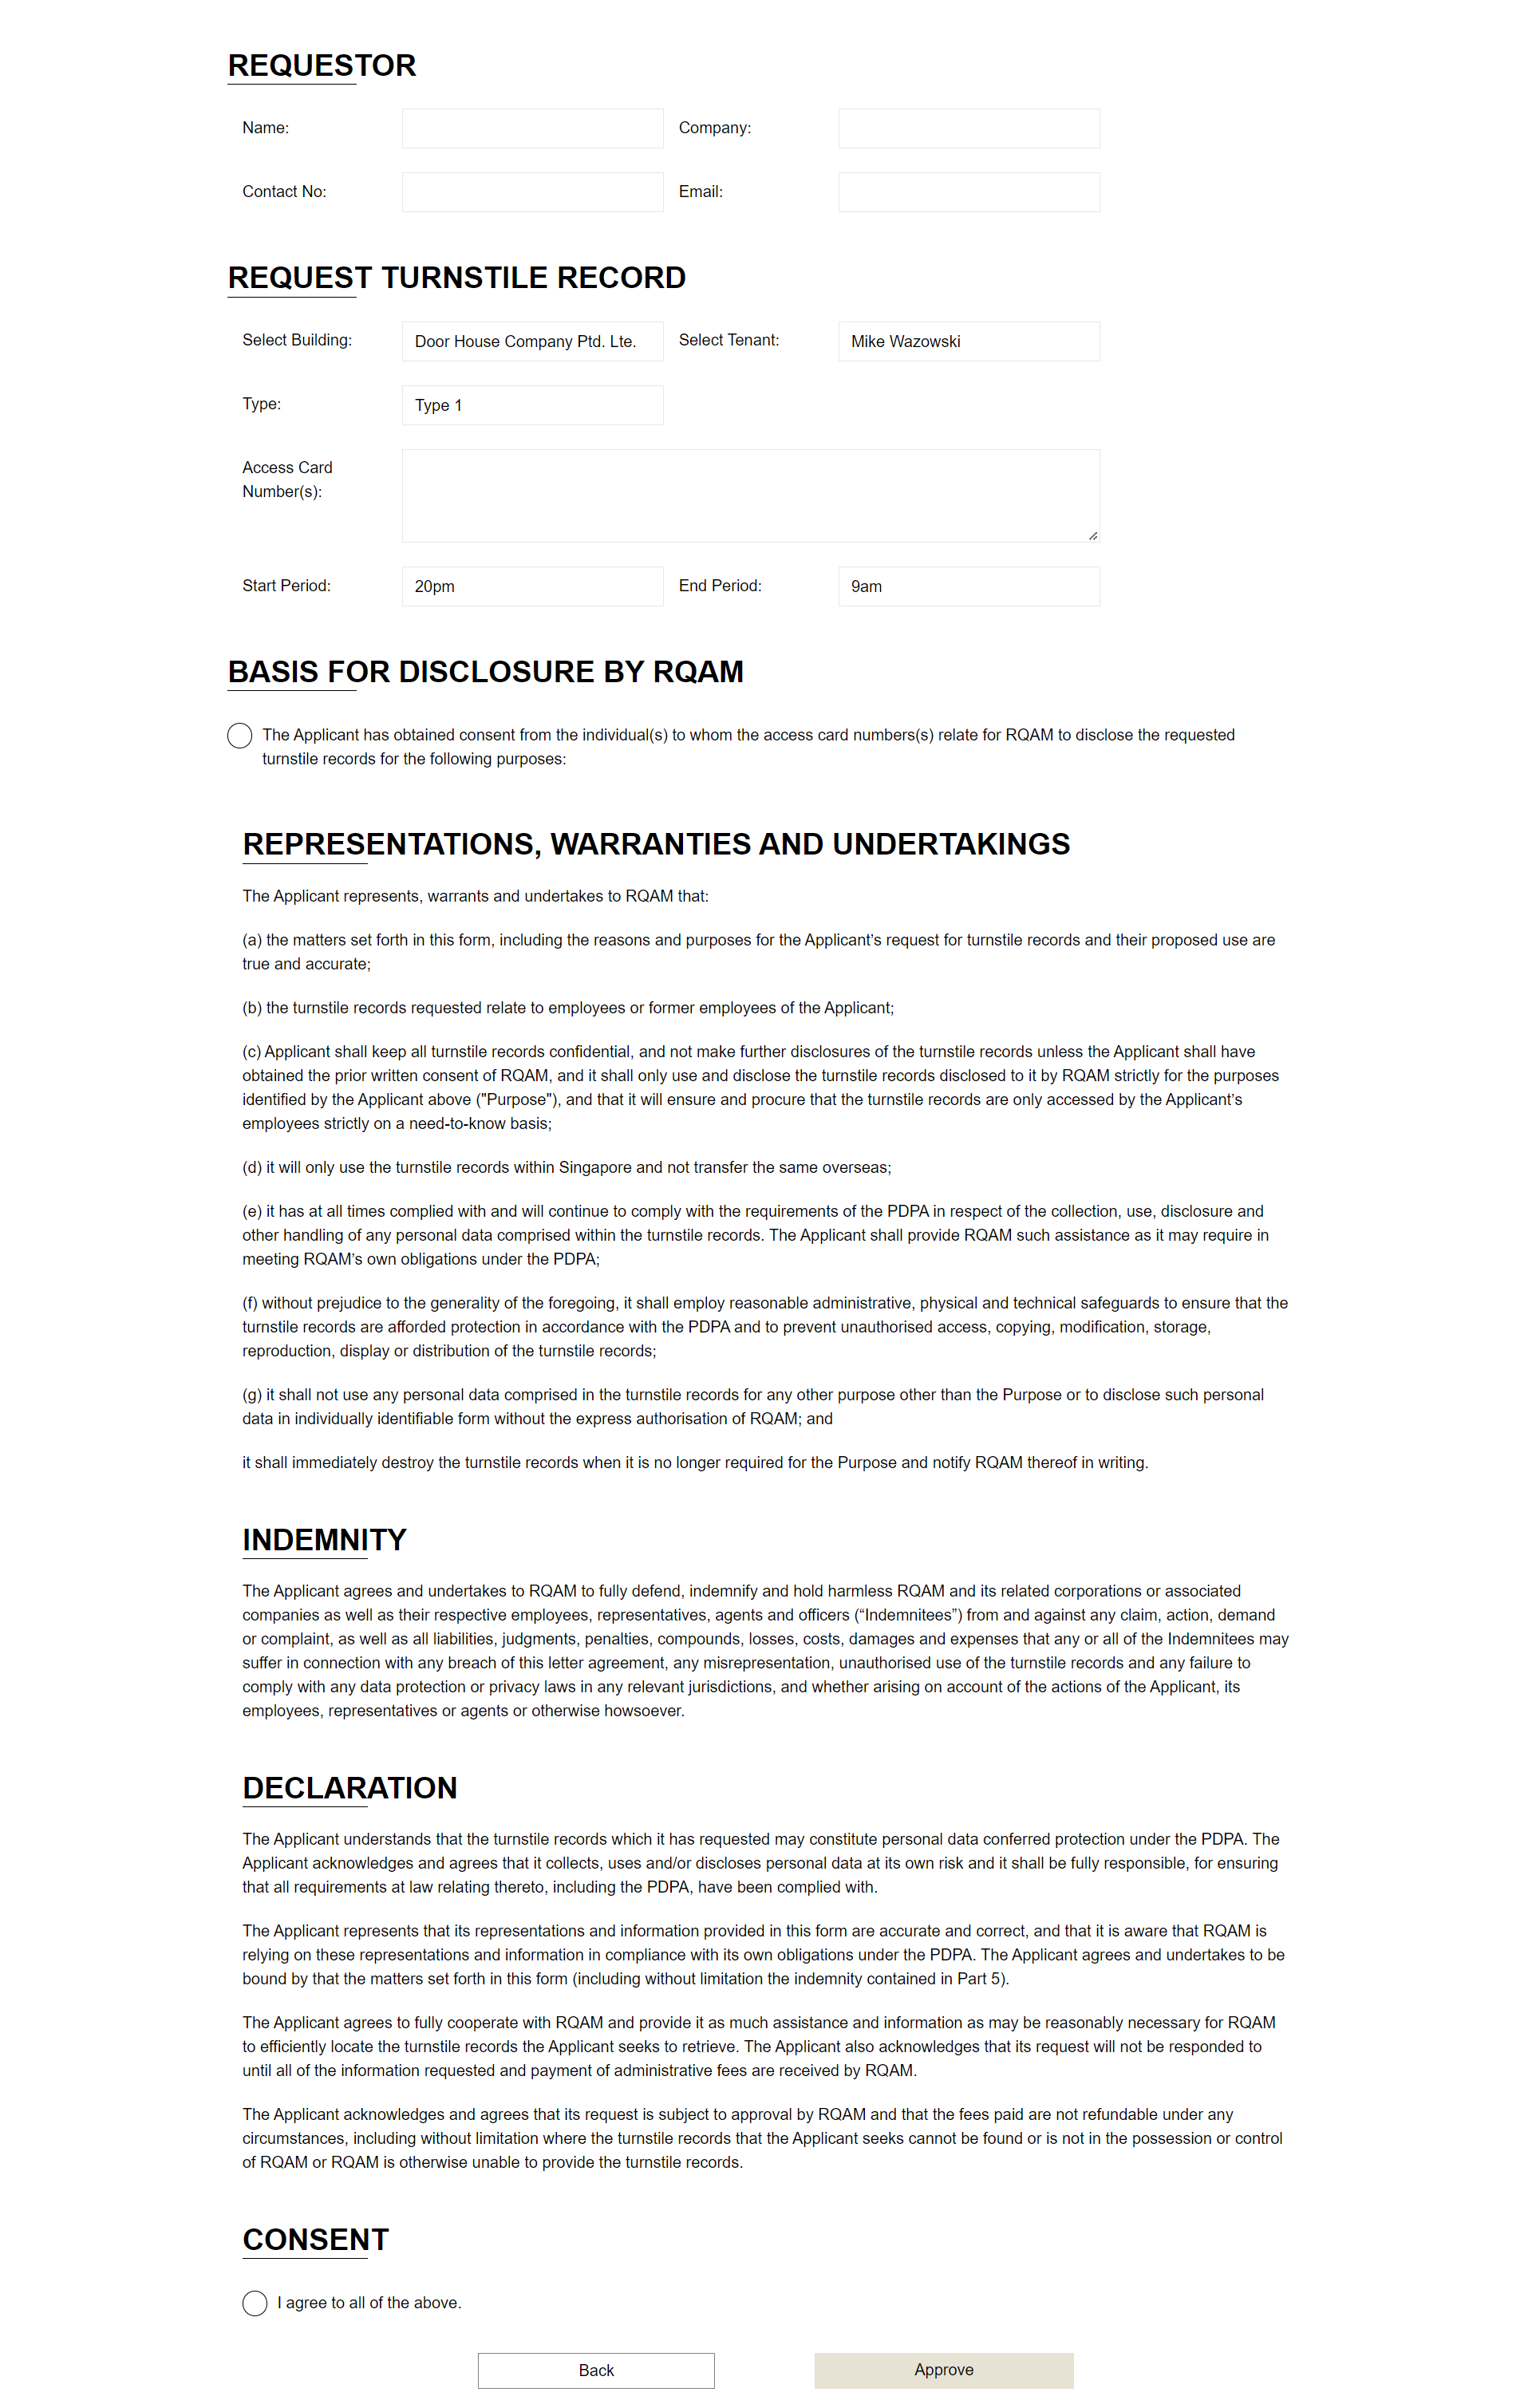 REQUESTOR
Name:
Company:
Contact No:
Email:
REQUEST TURNSTILE RECORD
Select Building:
Door House Company Ptd. Lte.
Select Tenant:
Mike Wazowski
Type:
Type 1
Access Card
Number(s):
Start Period:
20pm
End Period:
9am
BASIS FOR DISCLOSURE BY RQAM
The Applicant has obtained consent from the individual(s) to whom the access card numbers(s) relate for RQAM to disclose the requested
turnstile records for the following purposes:
REPRESENTATIONS, WARRANTIES AND UNDERTAKINGS
The Applicant represents, warrants and undertakes to RQAM that:
(a) the matters set forth in this form, including the reasons and purposes for the Applicant’s request for turnstile records and their proposed use are
true and accurate;
(b) the turnstile records requested relate to employees or former employees of the Applicant;
(c) Applicant shall keep all turnstile records confidential, and not make further disclosures of the turnstile records unless the Applicant shall have
obtained the prior written consent of RQAM, and it shall only use and disclose the turnstile records disclosed to it by RQAM strictly for the purposes
identified by the Applicant above ("Purpose"), and that it will ensure and procure that the turnstile records are only accessed by the Applicant’s
employees strictly on a need-to-know basis;
(d) it will only use the turnstile records within Singapore and not transfer the same overseas;
(e) it has at all times complied with and will continue to comply with the requirements of the PDPA in respect of the collection, use, disclosure and
other handling of any personal data comprised within the turnstile records. The Applicant shall provide RQAM such assistance as it may require in
meeting RQAM’s own obligations under the PDPA;
(f) without prejudice to the generality of the foregoing, it shall employ reasonable administrative, physical and technical safeguards to ensure that the
turnstile records are afforded protection in accordance with the PDPA and to prevent unauthorised access, copying, modification, storage,
reproduction, display or distribution of the turnstile records;
(g) it shall not use any personal data comprised in the turnstile records for any other purpose other than the Purpose or to disclose such personal
data in individually identifiable form without the express authorisation of RQAM; and
it shall immediately destroy the turnstile records when it is no longer required for the Purpose and notify RQAM thereof in writing.
INDEMNITY
The Applicant agrees and undertakes to RQAM to fully defend, indemnify and hold harmless RQAM and its related corporations or associated
companies as well as their respective employees, representatives, agents and officers (“Indemnitees”) from and against any claim, action, demand
or complaint, as well as all liabilities, judgments, penalties, compounds, losses, costs, damages and expenses that any or all of the Indemnitees may
suffer in connection with any breach of this letter agreement, any misrepresentation, unauthorised use of the turnstile records and any failure to
comply with any data protection or privacy laws in any relevant jurisdictions, and whether arising on account of the actions of the Applicant, its
employees, representatives or agents or otherwise howsoever.
DECLARATION
The Applicant understands that the turnstile records which it has requested may constitute personal data conferred protection under the PDPA. The
Applicant acknowledges and agrees that it collects, uses and/or discloses personal data at its own risk and it shall be fully responsible, for ensuring
that all requirements at law relating thereto, including the PDPA, have been complied with.
The Applicant represents that its representations and information provided in this form are accurate and correct, and that it is aware that RQAM is
relying on these representations and information in compliance with its own obligations under the PDPA. The Applicant agrees and undertakes to be
bound by that the matters set forth in this form (including without limitation the indemnity contained in Part 5).
The Applicant agrees to fully cooperate with RQAM and provide it as much assistance and information as may be reasonably necessary for RQAM
to efficiently locate the turnstile records the Applicant seeks to retrieve. The Applicant also acknowledges that its request will not be responded to
until all of the information requested and payment of administrative fees are received by RQAM.
The Applicant acknowledges and agrees that its request is subject to approval by RQAM and that the fees paid are not refundable under any
circumstances, including without limitation where the turnstile records that the Applicant seeks cannot be found or is not in the possession or control
of RQAM or RQAM is otherwise unable to provide the turnstile records.
CONSENT
I agree to all of the above.
Back
Approve